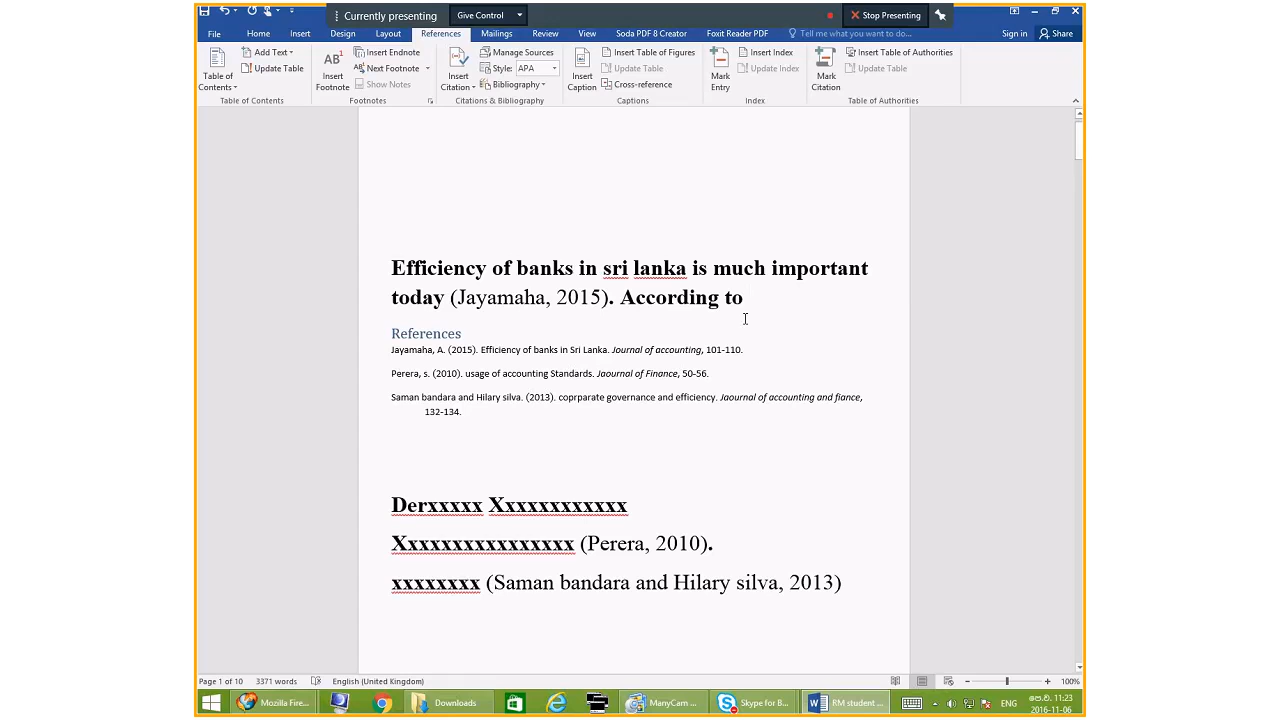 Currently presenting Give Control Stop Presenting
File Home Insert Design Layout References Mailings Review View Soda PDF 8 Creator Foxit Reader PDF Tell me what you want to do... Sign in Share
Table of Contents Add Text Update Table
AB1 Insert Footnote Insert Endnote Next Footnote Show Notes
Insert Citation Manage Sources Style: APA Bibliography
Insert Caption Insert Table of Figures Update Table Cross-reference
Mark Entry Insert Index Update Index
Mark Citation Insert Table of Authorities Update Table
Table of Contents Footnotes Citations & Bibliography Captions Index Table of Authorities
Efficiency of banks in sri lanka is much important
today (Jayamaha, 2015). According to
References
Jayamaha, A. (2015). Efficiency of banks in Sri Lanka. Journal of accounting, 101-110.
Perera, s. (2010). usage of accounting Standards. Jaournal of Finance, 50-56.
Saman bandara and Hilary silva. (2013). coprparate governance and efficiency. Jaournal of accounting and fiance,
132-134.
Derxxxxx Xxxxxxxxxxxx
Xxxxxxxxxxxxxxxx (Perera, 2010).
xxxxxxxx (Saman bandara and Hilary silva, 2013)
Page 1 of 10 3371 words English (United Kingdom) 100%
Mozilla Fire... Downloads ManyCam ... Skype for B... RM student ... ENG 11:23
2016-11-06